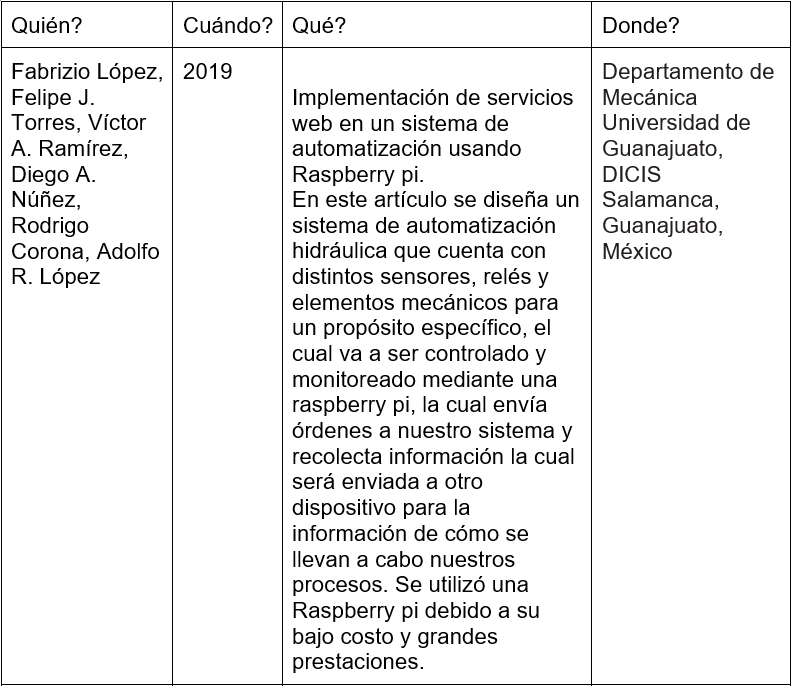 Quién?
Cuándo?
Qué?
Donde?
Fabrizio López,
Felipe J.
Torres, Víctor
A. Ramírez,
Diego A.
Núñez,
Rodrigo
Corona, Adolfo
R. López
2019
Implementación de servicios
web en un sistema de
automatización usando
Raspberry pi.
En este artículo se diseña un
sistema de automatización
hidráulica que cuenta con
distintos sensores, relés y
elementos mecánicos para
un propósito específico, el
cual va a ser controlado y
monitoreado mediante una
raspberry pi, la cual envía
órdenes a nuestro sistema y
recolecta información la cual
será enviada a otro
dispositivo para la
información de cómo se
llevan a cabo nuestros
procesos. Se utilizó una
Raspberry pi debido a su
bajo costo y grandes
prestaciones.
Departamento de
Mecánica
Universidad de
Guanajuato,
DICIS
Salamanca,
Guanajuato,
México